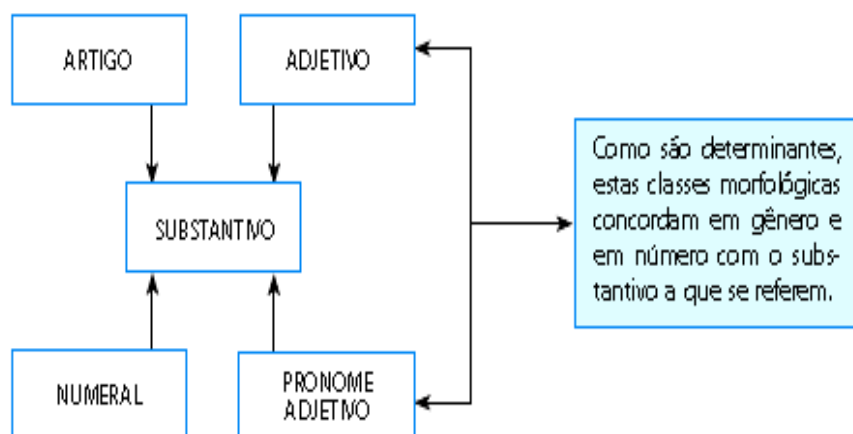 ARTIGO
ADJETIVO
SUBSTANTIVO
NUMERAL
PRONOME
ADJETIVO
Como são determinantes,
estas classes morfológicas
concordam em gênero e
em número com o subs-
tantivo a que se referem.